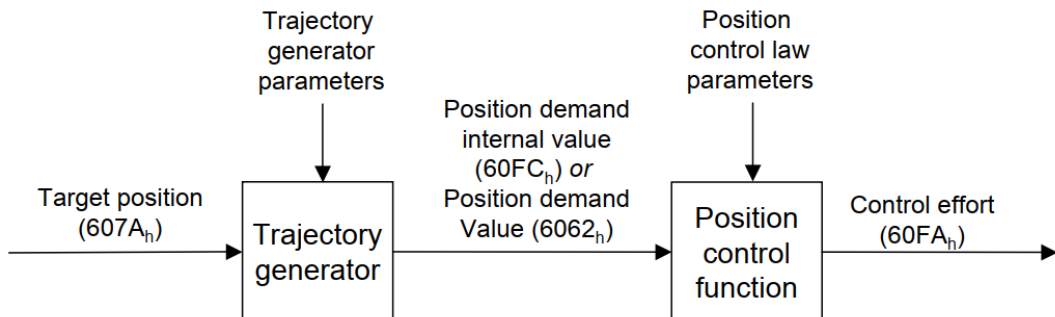 Trajectory
generator
parameters
Position
control law
parameters
Target position
(607Aₕ)
Trajectory
generator
Position demand
internal value
(60FCₕ) or
Position demand
Value (6062ₕ)
Position
control
function
Control effort
(60FAₕ)